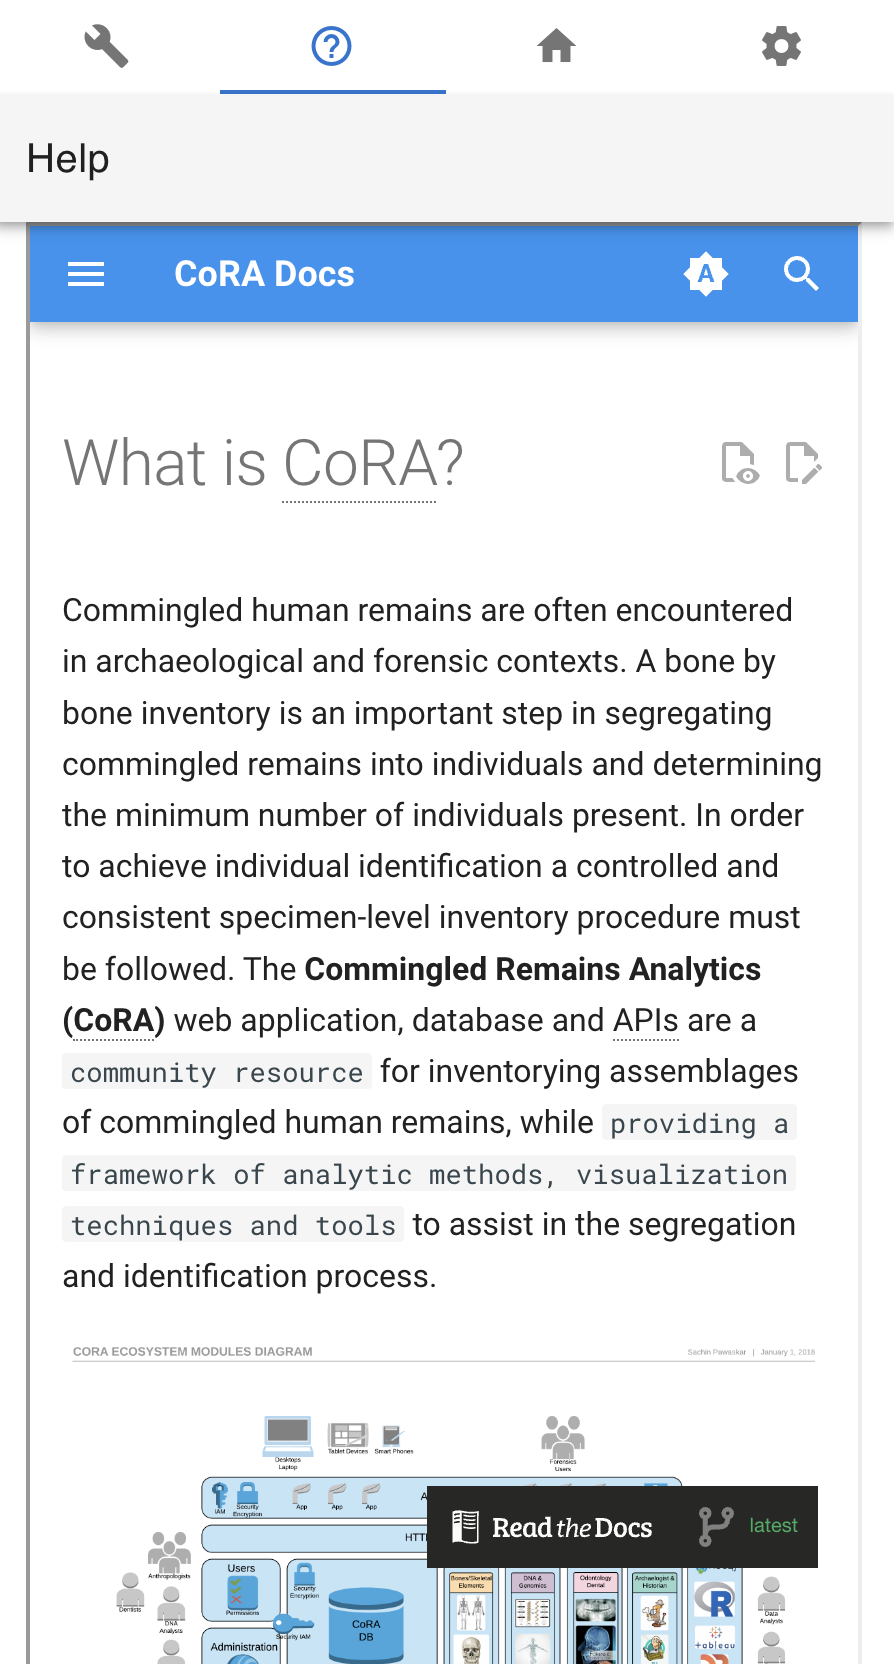 Help
CoRA Docs
A
What is CoRA?
Commingled human remains are often encountered
in archaeological and forensic contexts. A bone by
bone inventory is an important step in segregating
commingled remains into individuals and determining
the minimum number of individuals present. In order
to achieve individual identification a controlled and
consistent specimen-level inventory procedure must
be followed. The Commingled Remains Analytics
(CoRA) web application, database and APIs are a
community resource for inventorying assemblages
of commingled human remains, while providing a
framework of analytic methods, visualization
techniques and tools to assist in the segregation
and identification process.
CORA ECOSYSTEM MODULES DIAGRAM
Sachin Pawaskar | January 1, 2018
Desktops
Laptop
Tablet Devices
Smart Phones
Forensics
Users
IAM
Security
Encryption
App
App
App
HTT
Read the Docs
latest
Anthropologists
Dentists
DNA
Analysts
Users
Permissions
Administration
Security
Encryption
Security IAM
CoRA
DB
Bones/Skeletal
Elements
DNA &
Genomics
Odontology
Dental
Archaeologist &
Historian
R
+ableau
Data
Analysts